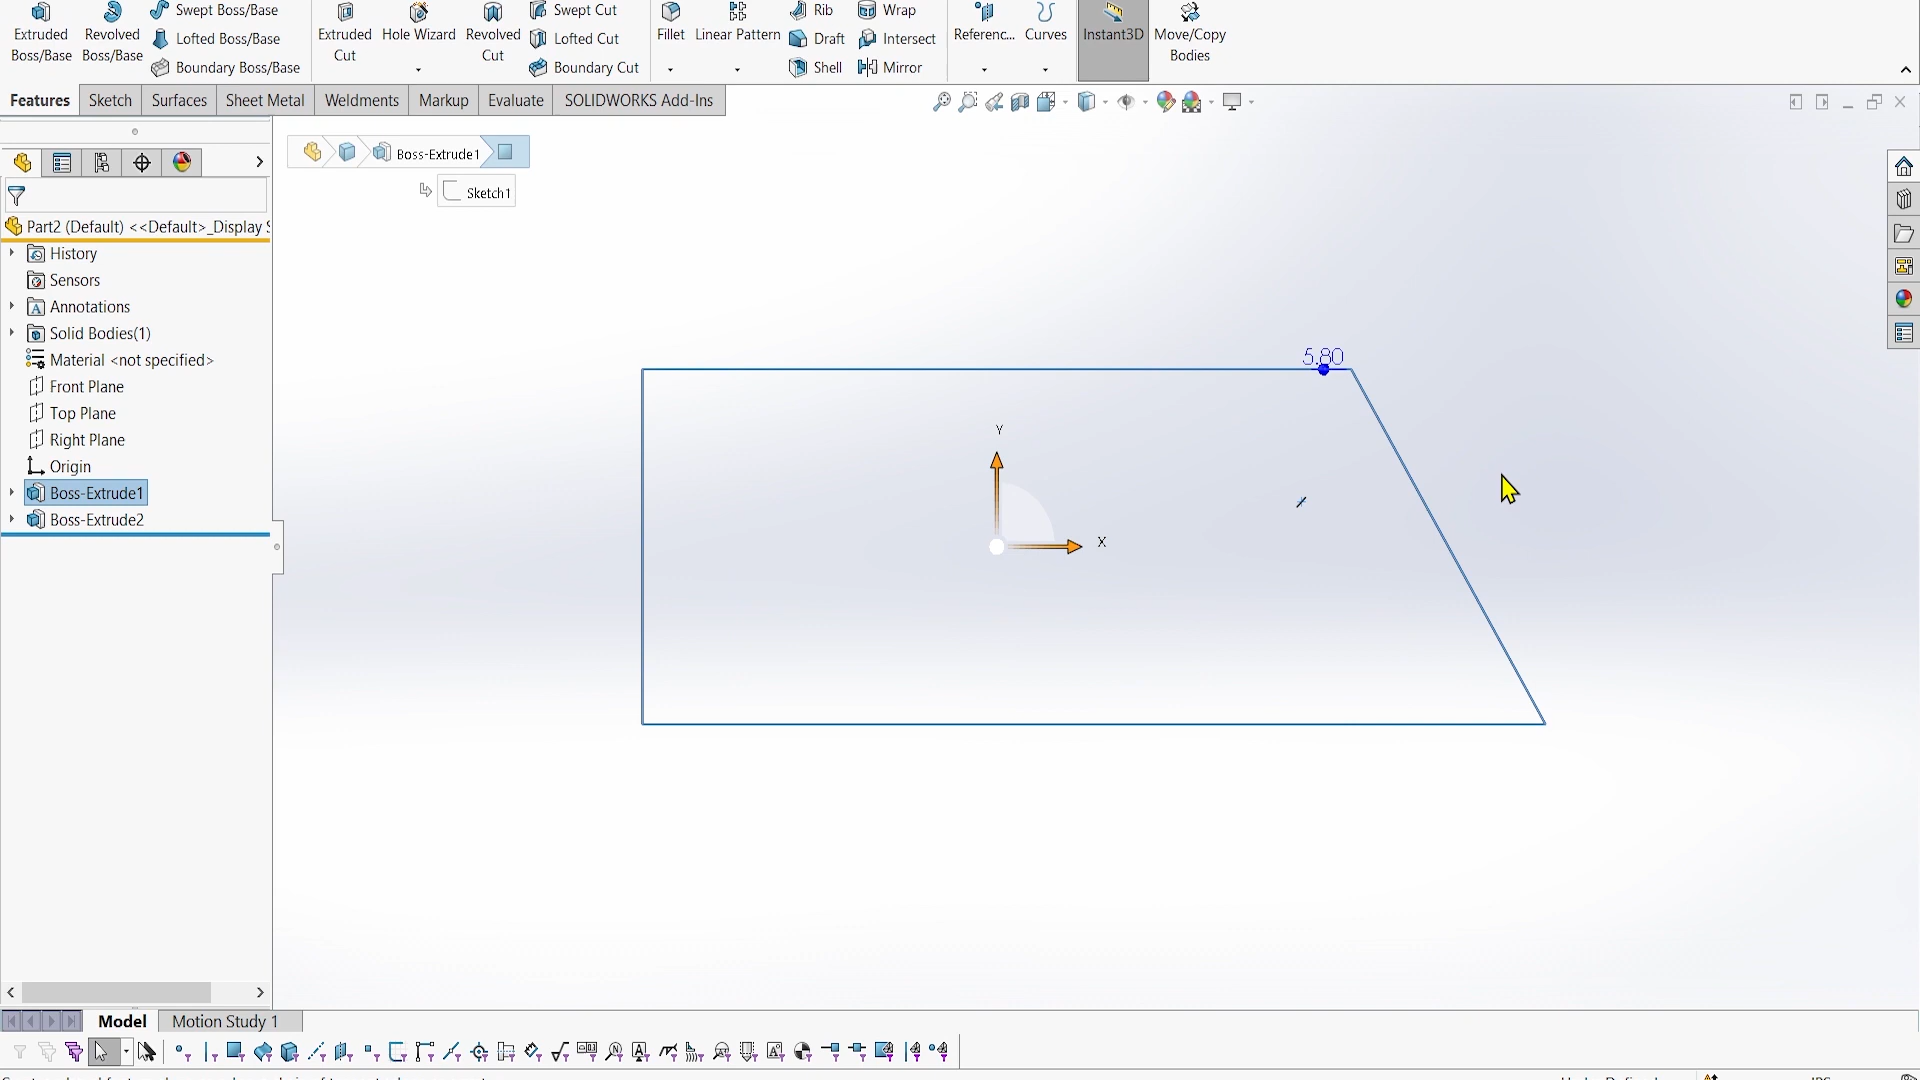 Extruded Boss/Base
Revolved Boss/Base
Swept Boss/Base
Lofted Boss/Base
Boundary Boss/Base
Extruded Cut
Hole Wizard
Revolved Cut
Swept Cut
Lofted Cut
Boundary Cut
Fillet
Linear Pattern
Rib
Draft
Shell
Wrap
Intersect
Mirror
Referenc...
Curves
Instant3D
Move/Copy Bodies
Features
Sketch
Surfaces
Sheet Metal
Weldments
Markup
Evaluate
SOLIDWORKS Add-Ins
Boss-Extrude1
Sketch1
Part2 (Default) <<Default>_Display
History
Sensors
Annotations
Solid Bodies(1)
Material <not specified>
Front Plane
Top Plane
Right Plane
Origin
Boss-Extrude1
Boss-Extrude2
5.80
Y
X
Model
Motion Study 1